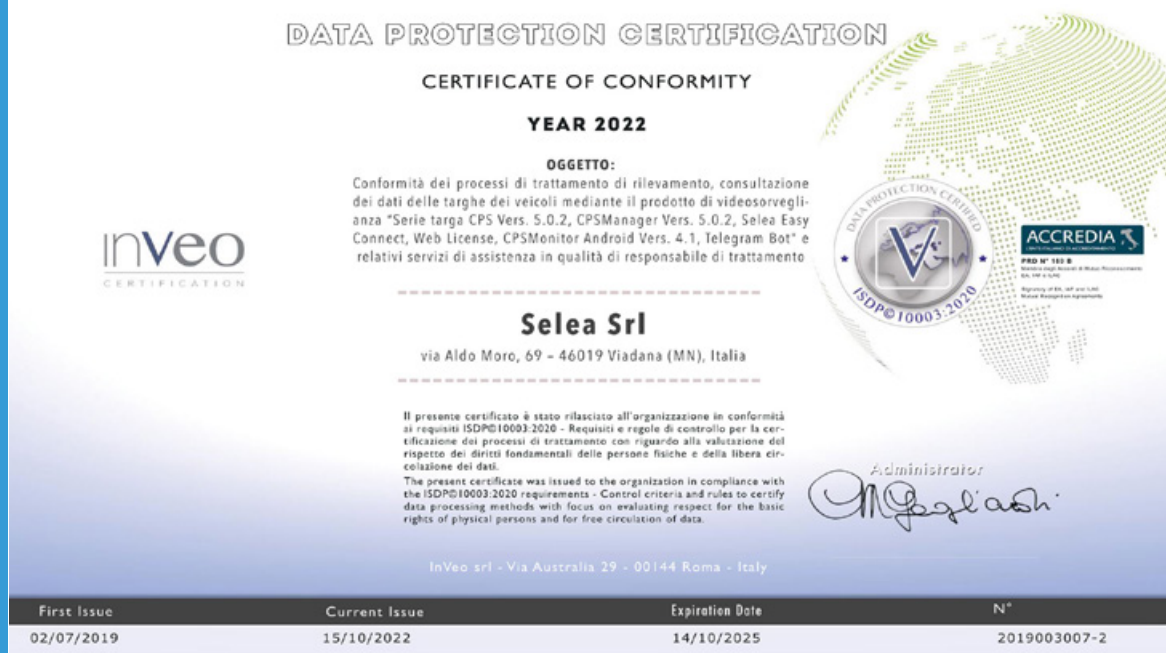 DATA PROTECTION CERTIFICATION
CERTIFICATE OF CONFORMITY
YEAR 2022
OGGETTO:
Conformità dei processi di trattamento di rilevamento, consultazione
dei dati delle targhe dei veicoli mediante il prodotto di videosorvegli-
anza "Serie targa CPS Vers. 5.0.2, CPSManager Vers. 5.0.2, Selea Easy
Connect, Web License, CPSMonitor Android Vers. 4.1, Telegram Bot" e
relativi servizi di assistenza in qualità di responsabile di trattamento
INVEO
CERTIFICATION
DATA PROTECTION CERTIFIED
V
ISDP©10003:2020
ACCREDIA
PRD N° 103 B
Signatory of EA, IAF and ILAC
Mutual Recognition Agreements
Selea Srl
via Aldo Moro, 69 – 46019 Viadana (MN), Italia
Il presente certificato è stato rilasciato all'organizzazione in conformità
ai requisiti ISDP©10003:2020 - Requisiti e regole di controllo per la cer-
tificazione dei processi di trattamento con riguardo alla valutazione del
rispetto dei diritti fondamentali delle persone fisiche e della libera cir-
colazione dei dati.
The present certificate was issued to the organization in compliance with
the ISDP©10003:2020 requirements - Control criteria and rules to certify
data processing methods with focus on evaluating respect for the basic
rights of physical persons and for free circulation of data.
Administrator
InVeo srl - Via Australia 29 - 00144 Roma - Italy
First Issue Current Issue Expiration Date N°
02/07/2019 15/10/2022 14/10/2025 2019003007-2